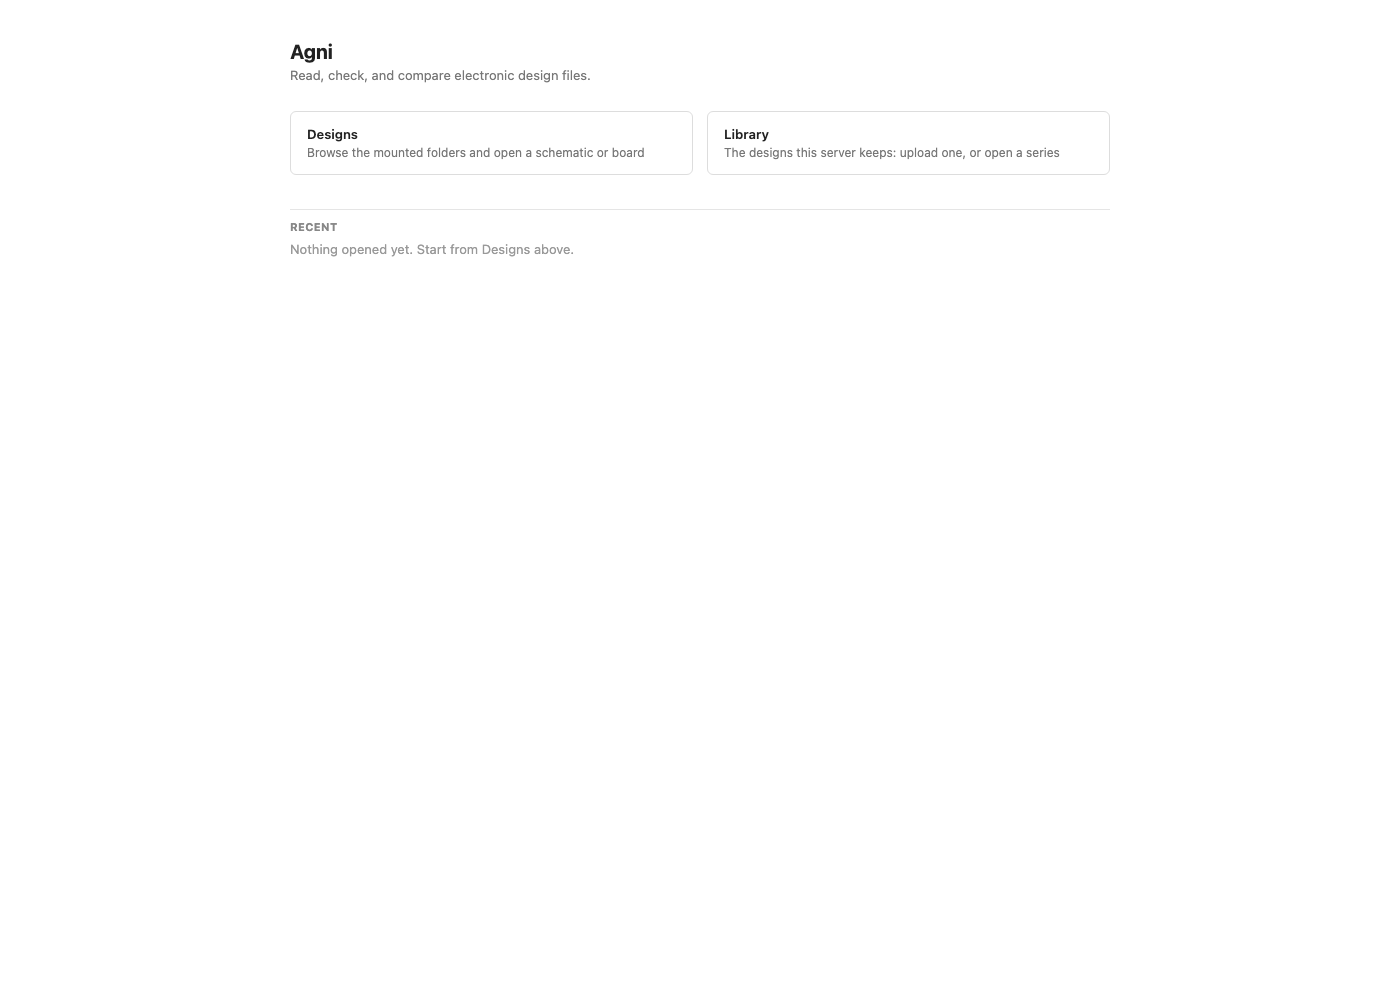 Agni
Read, check, and compare electronic design files.
Designs
Browse the mounted folders and open a schematic or board
Library
The designs this server keeps: upload one, or open a series
RECENT
Nothing opened yet. Start from Designs above.